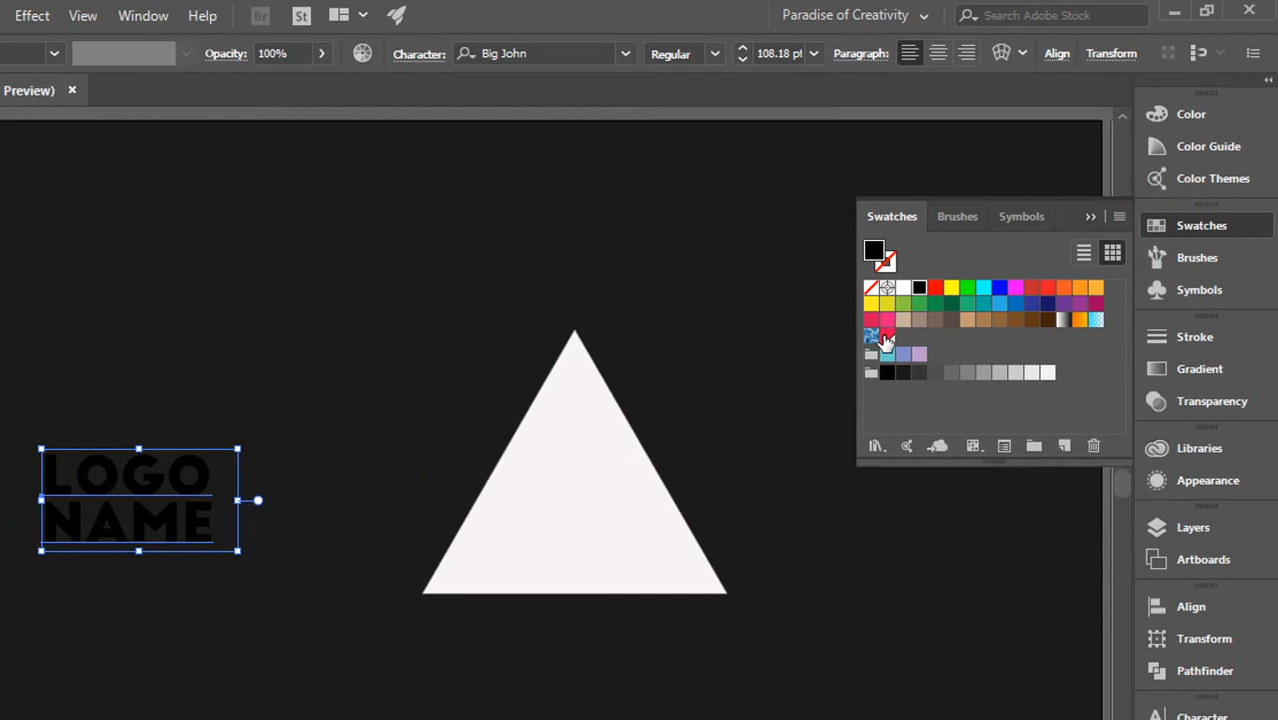 Effect View Window Help Br St Paradise of Creativity Search Adobe Stock
Opacity: 100% Character: Big John Regular 108.18 pt Paragraph: Align Transform
Preview)
Color
Color Guide
Color Themes
Swatches Brushes Symbols
Swatches
Brushes
Symbols
Stroke
Gradient
Transparency
Libraries
Appearance
LOGO
NAME
Layers
Artboards
Align
Transform
Pathfinder
Character